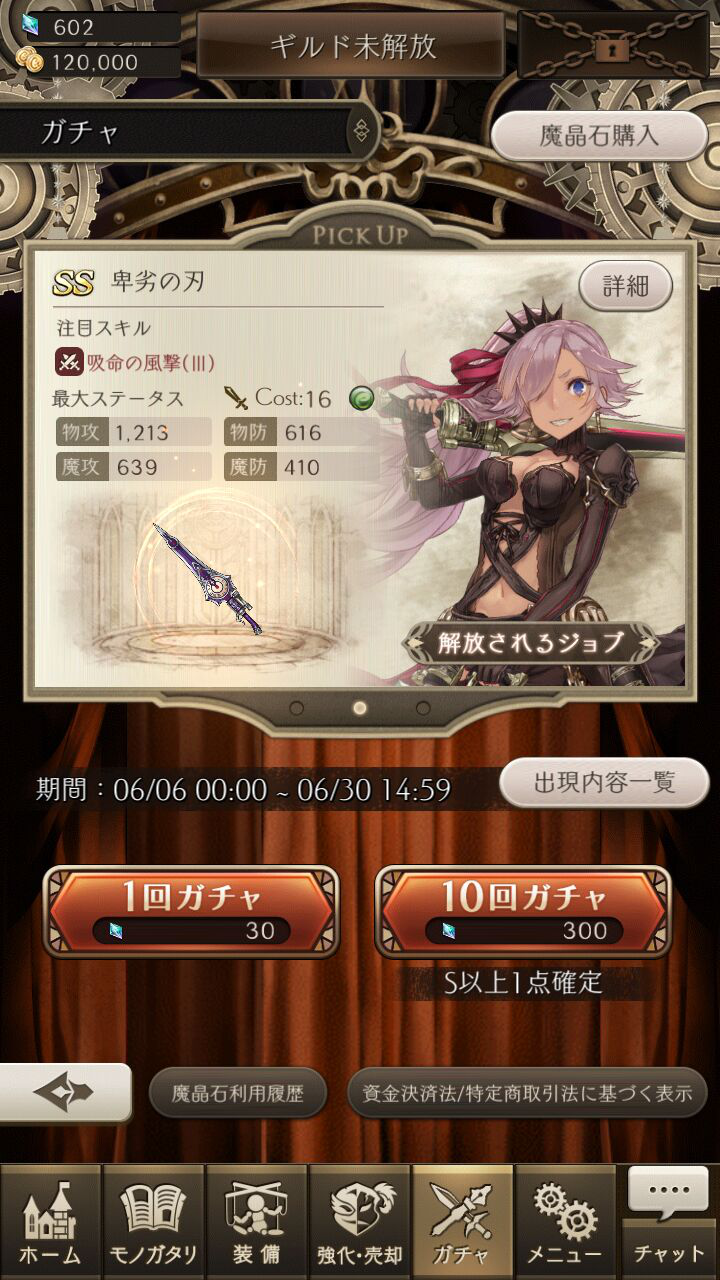 602
120,000
ギルド未解放
ガチャ
魔晶石購入
PICK UP
SS 卑劣の刃
詳細
注目スキル
吸命の風撃(III)
最大ステータス Cost:16
物攻 1,213 物防 616
魔攻 639 魔防 410
解放されるジョブ
期間：06/06 00:00 ~ 06/30 14:59
出現内容一覧
1回ガチャ
30
10回ガチャ
300
S以上1点確定
魔晶石利用履歴
資金決済法/特定商取引法に基づく表示
ホーム
モノガタリ
装備
強化・売却
ガチャ
メニュー
チャット